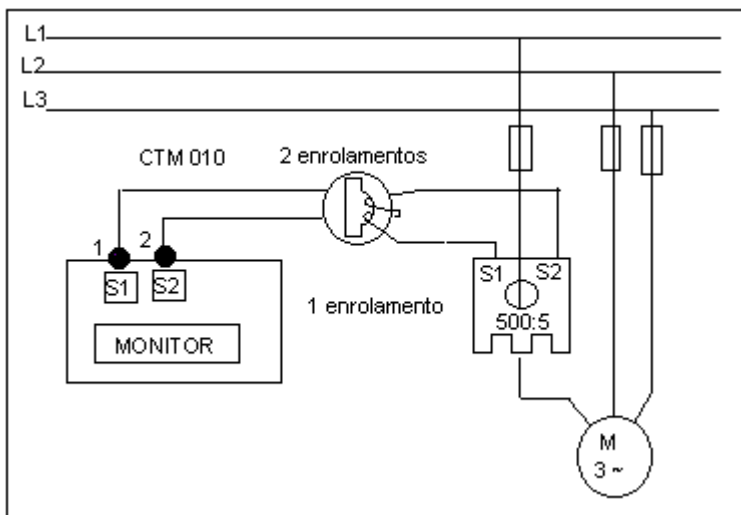 L1
L2
L3
CTM 010
2 enrolamentos
1
2
S1
S2
MONITOR
1 enrolamento
S1
S2
500:5
M
3 ~